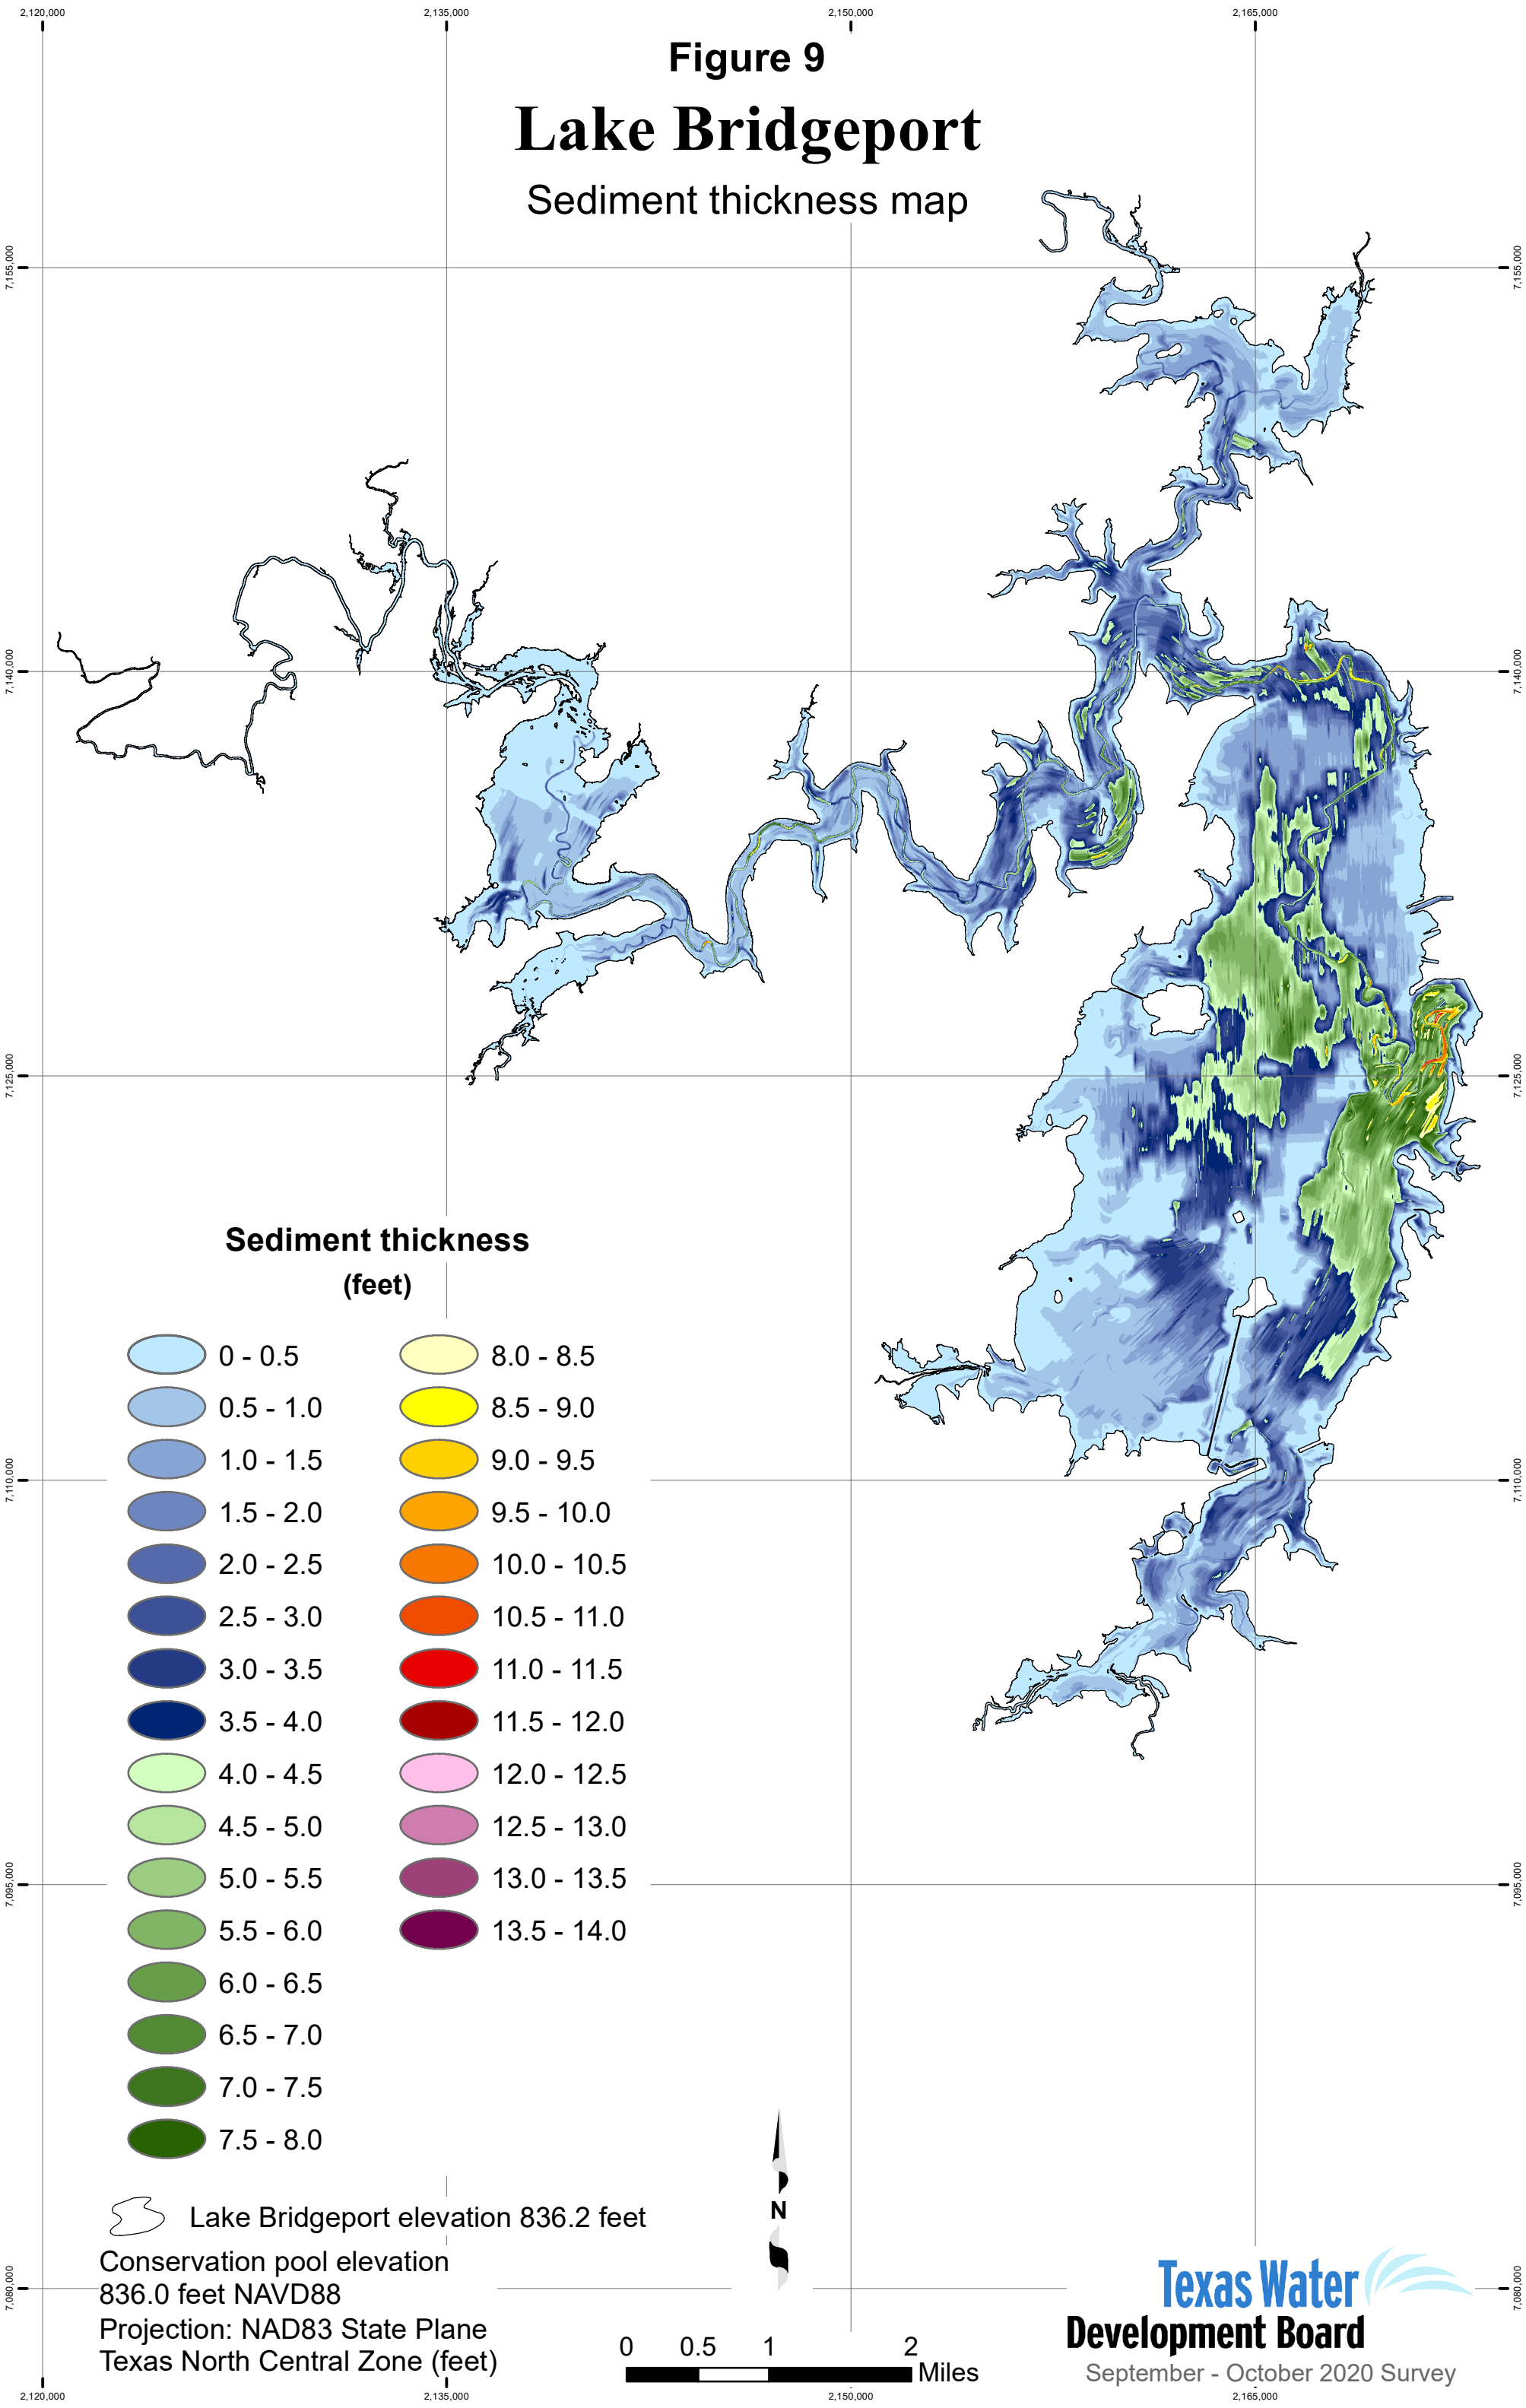 2,120,000
2,135,000
2,150,000
2,165,000
Figure 9
Lake Bridgeport
Sediment thickness map
7,155,000
7,155,000
7,140,000
7,140,000
7,125,000
7,125,000
Sediment thickness
(feet)
0 - 0.5
0.5 - 1.0
1.0 - 1.5
1.5 - 2.0
2.0 - 2.5
2.5 - 3.0
3.0 - 3.5
3.5 - 4.0
4.0 - 4.5
4.5 - 5.0
5.0 - 5.5
5.5 - 6.0
6.0 - 6.5
6.5 - 7.0
7.0 - 7.5
7.5 - 8.0
8.0 - 8.5
8.5 - 9.0
9.0 - 9.5
9.5 - 10.0
10.0 - 10.5
10.5 - 11.0
11.0 - 11.5
11.5 - 12.0
12.0 - 12.5
12.5 - 13.0
13.0 - 13.5
13.5 - 14.0
7,110,000
7,110,000
7,095,000
7,095,000
Lake Bridgeport elevation 836.2 feet
Conservation pool elevation
836.0 feet NAVD88
Projection: NAD83 State Plane
Texas North Central Zone (feet)
N
0 0.5 1 2
Miles
7,080,000
7,080,000
Texas Water
Development Board
September - October 2020 Survey
2,120,000
2,135,000
2,150,000
2,165,000